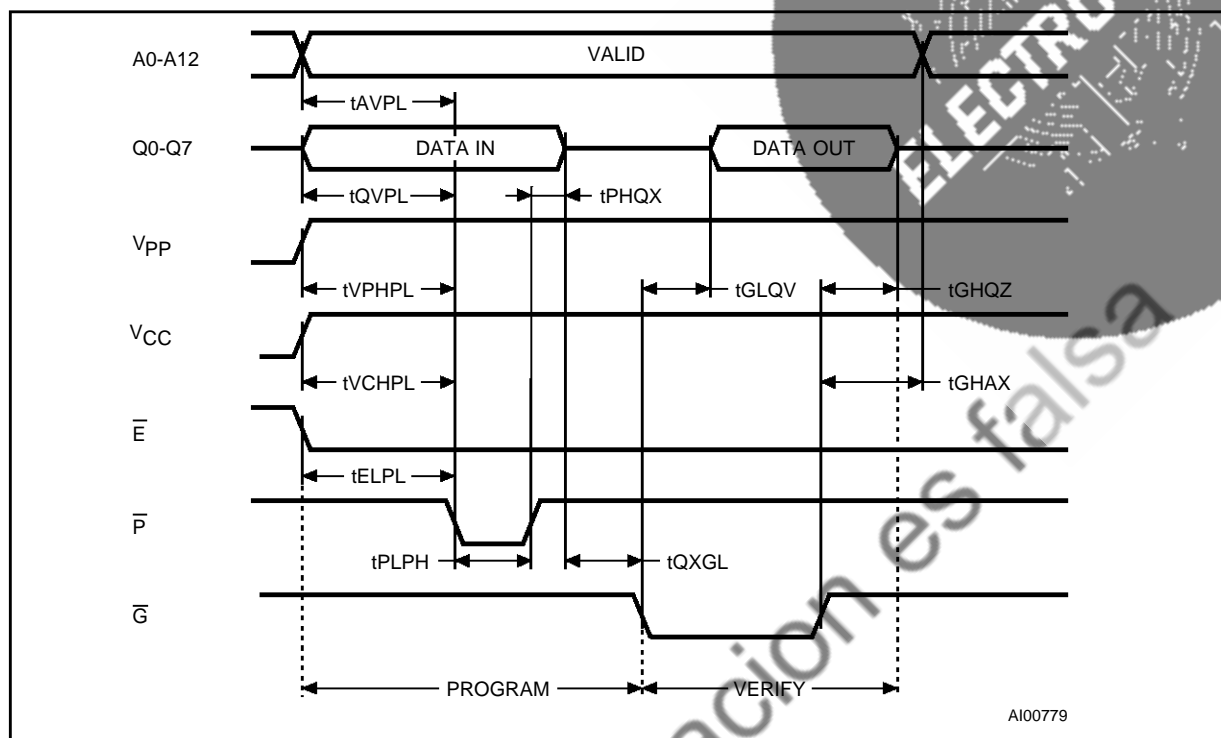 A0-A12
VALID
tAVPL
Q0-Q7
DATA IN
DATA OUT
tQVPL
tPHQX
VPP
tVPHPL
tGLQV
tGHQZ
VCC
tVCHPL
tGHAX
E̅
tELPL
P̅
tPLPH
tQXGL
G̅
PROGRAM
VERIFY
AI00779
acion es falsa